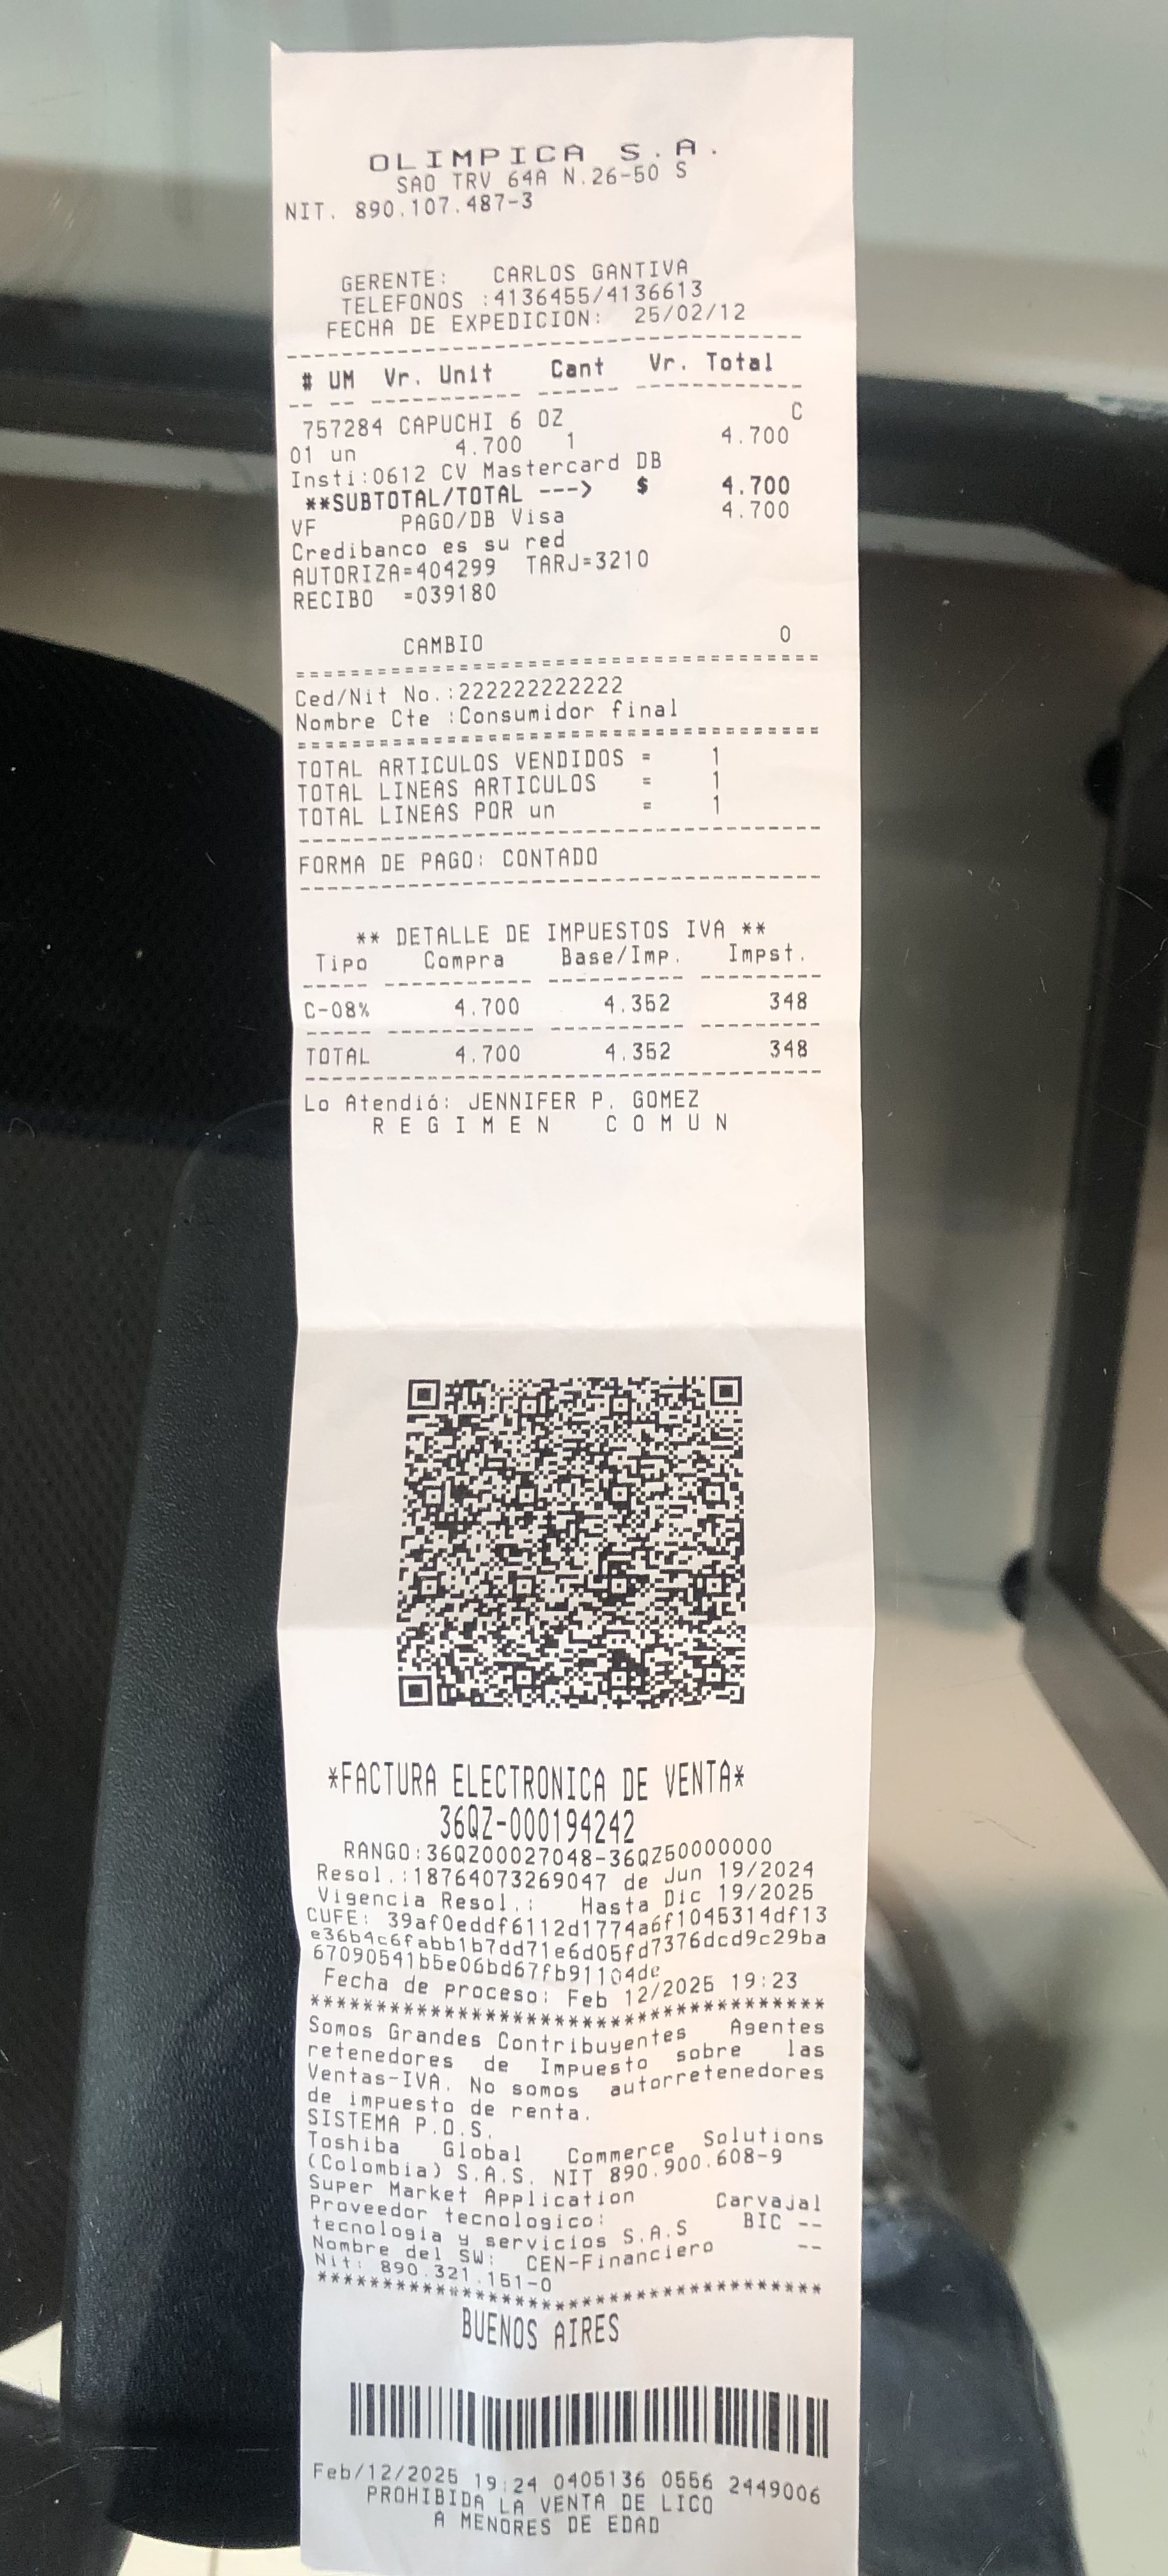 OLIMPICA S.A.
SAO TRV 64A N.26-50 S
NIT. 890.107.487-3
GERENTE: CARLOS GANTIVA
TELEFONOS :4136455/4136613
FECHA DE EXPEDICION: 25/02/12
# UM Vr. Unit Cant Vr. Total
757284 CAPUCHI 6 OZ C
01 un 4.700 1 4.700
Insti:0612 CV Mastercard DB
**SUBTOTAL/TOTAL ---> $ 4.700
VF PAGO/DB Visa 4.700
Credibanco es su red
AUTORIZA=404299 TARJ=3210
RECIBO =039180
CAMBIO 0
Ced/Nit No.:222222222222
Nombre Cte :Consumidor final
TOTAL ARTICULOS VENDIDOS = 1
TOTAL LINEAS ARTICULOS = 1
TOTAL LINEAS POR un = 1
FORMA DE PAGO: CONTADO
** DETALLE DE IMPUESTOS IVA **
Tipo Compra Base/Imp. Impst.
C-08% 4.700 4.352 348
TOTAL 4.700 4.352 348
Lo Atendió: JENNIFER P. GOMEZ
REGIMEN COMUN
*FACTURA ELECTRONICA DE VENTA*
36QZ-000194242
RANGO:36QZ00027048-36QZ50000000
Resol.:18764073269047 de Jun 19/2024
Vigencia Resol.: Hasta Dic 19/2025
CUFE: 39af0eddf6112d1774a6f1045314df13
e36b4c6fabb1b7dd71e6d05fd7376dcd9c29ba
67090541b5e06bd67fb91104de
Fecha de proceso: Feb 12/2025 19:23
**************************************
Somos Grandes Contribuyentes Agentes
retenedores de Impuesto sobre las
Ventas-IVA. No somos autorretenedores
de impuesto de renta.
SISTEMA P.O.S.
Toshiba Global Commerce Solutions
(Colombia) S.A.S. NIT 890.900.608-9
Super Market Application
Proveedor tecnologico: Carvajal
tecnologia y servicios S.A.S BIC --
Nombre del SW: CEN-Financiero --
Nit: 890.321.151-0
**************************************
BUENOS AIRES
Feb/12/2025 19:24 0405136 0556 2449006
PROHIBIDA LA VENTA DE LICO
A MENORES DE EDAD